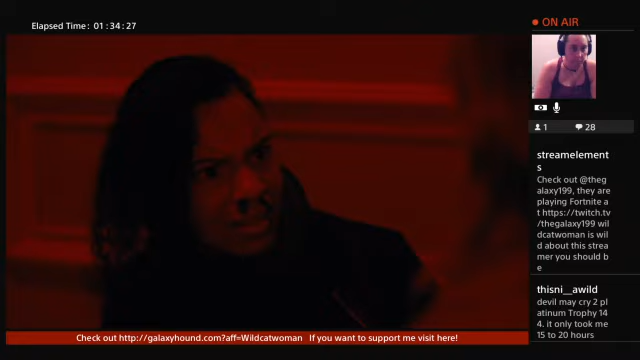 Elapsed Time: 01:34:27
ON AIR
1
28
streamelement
s
Check out @theg
alaxy199, they are
playing Fortnite a
t https://twitch.tv
/thegalaxy199 wil
dcatwoman is wil
d about this strea
mer you should b
e
thisni__awild
devil may cry 2 pl
atinum Trophy 14
4. it only took me
15 to 20 hours
Check out http://galaxyhound.com?aff=Wildcatwoman If you want to support me visit here!